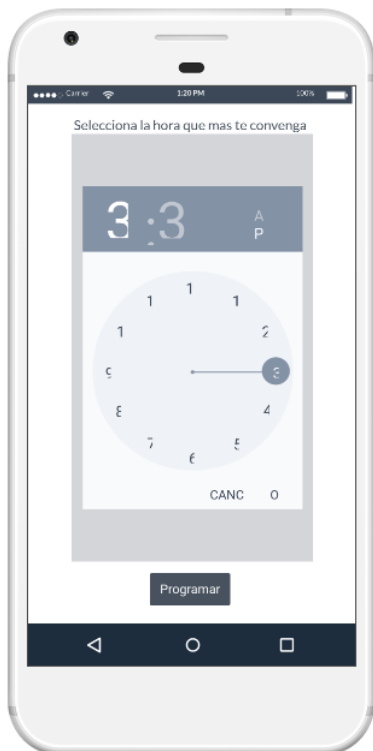 Carrier 1:20 PM 100%
Selecciona la hora que mas te convenga
3 :3 A
P
1
1 1
1 2
9 3
8 4
7 5
6
CANC O
Programar